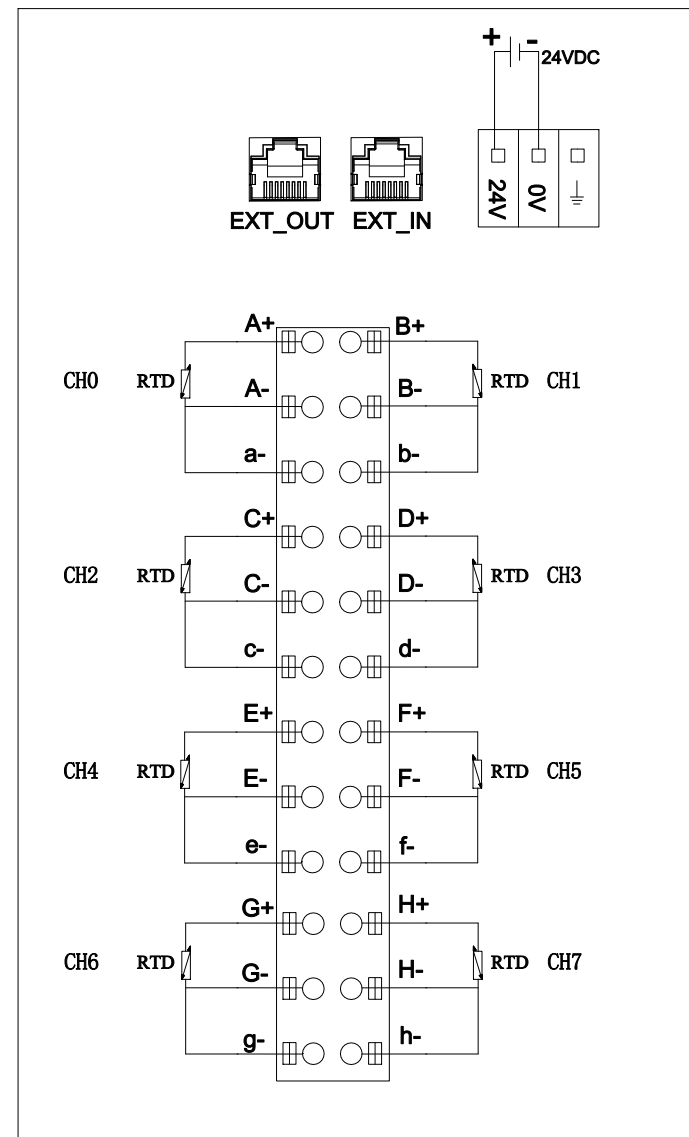 + -
24VDC
24V 0V
EXT_OUT EXT_IN
A+ B+
CH0 RTD A- B- RTD CH1
a- b-
C+ D+
CH2 RTD C- D- RTD CH3
c- d-
E+ F+
CH4 RTD E- F- RTD CH5
e- f-
G+ H+
CH6 RTD G- H- RTD CH7
g- h-